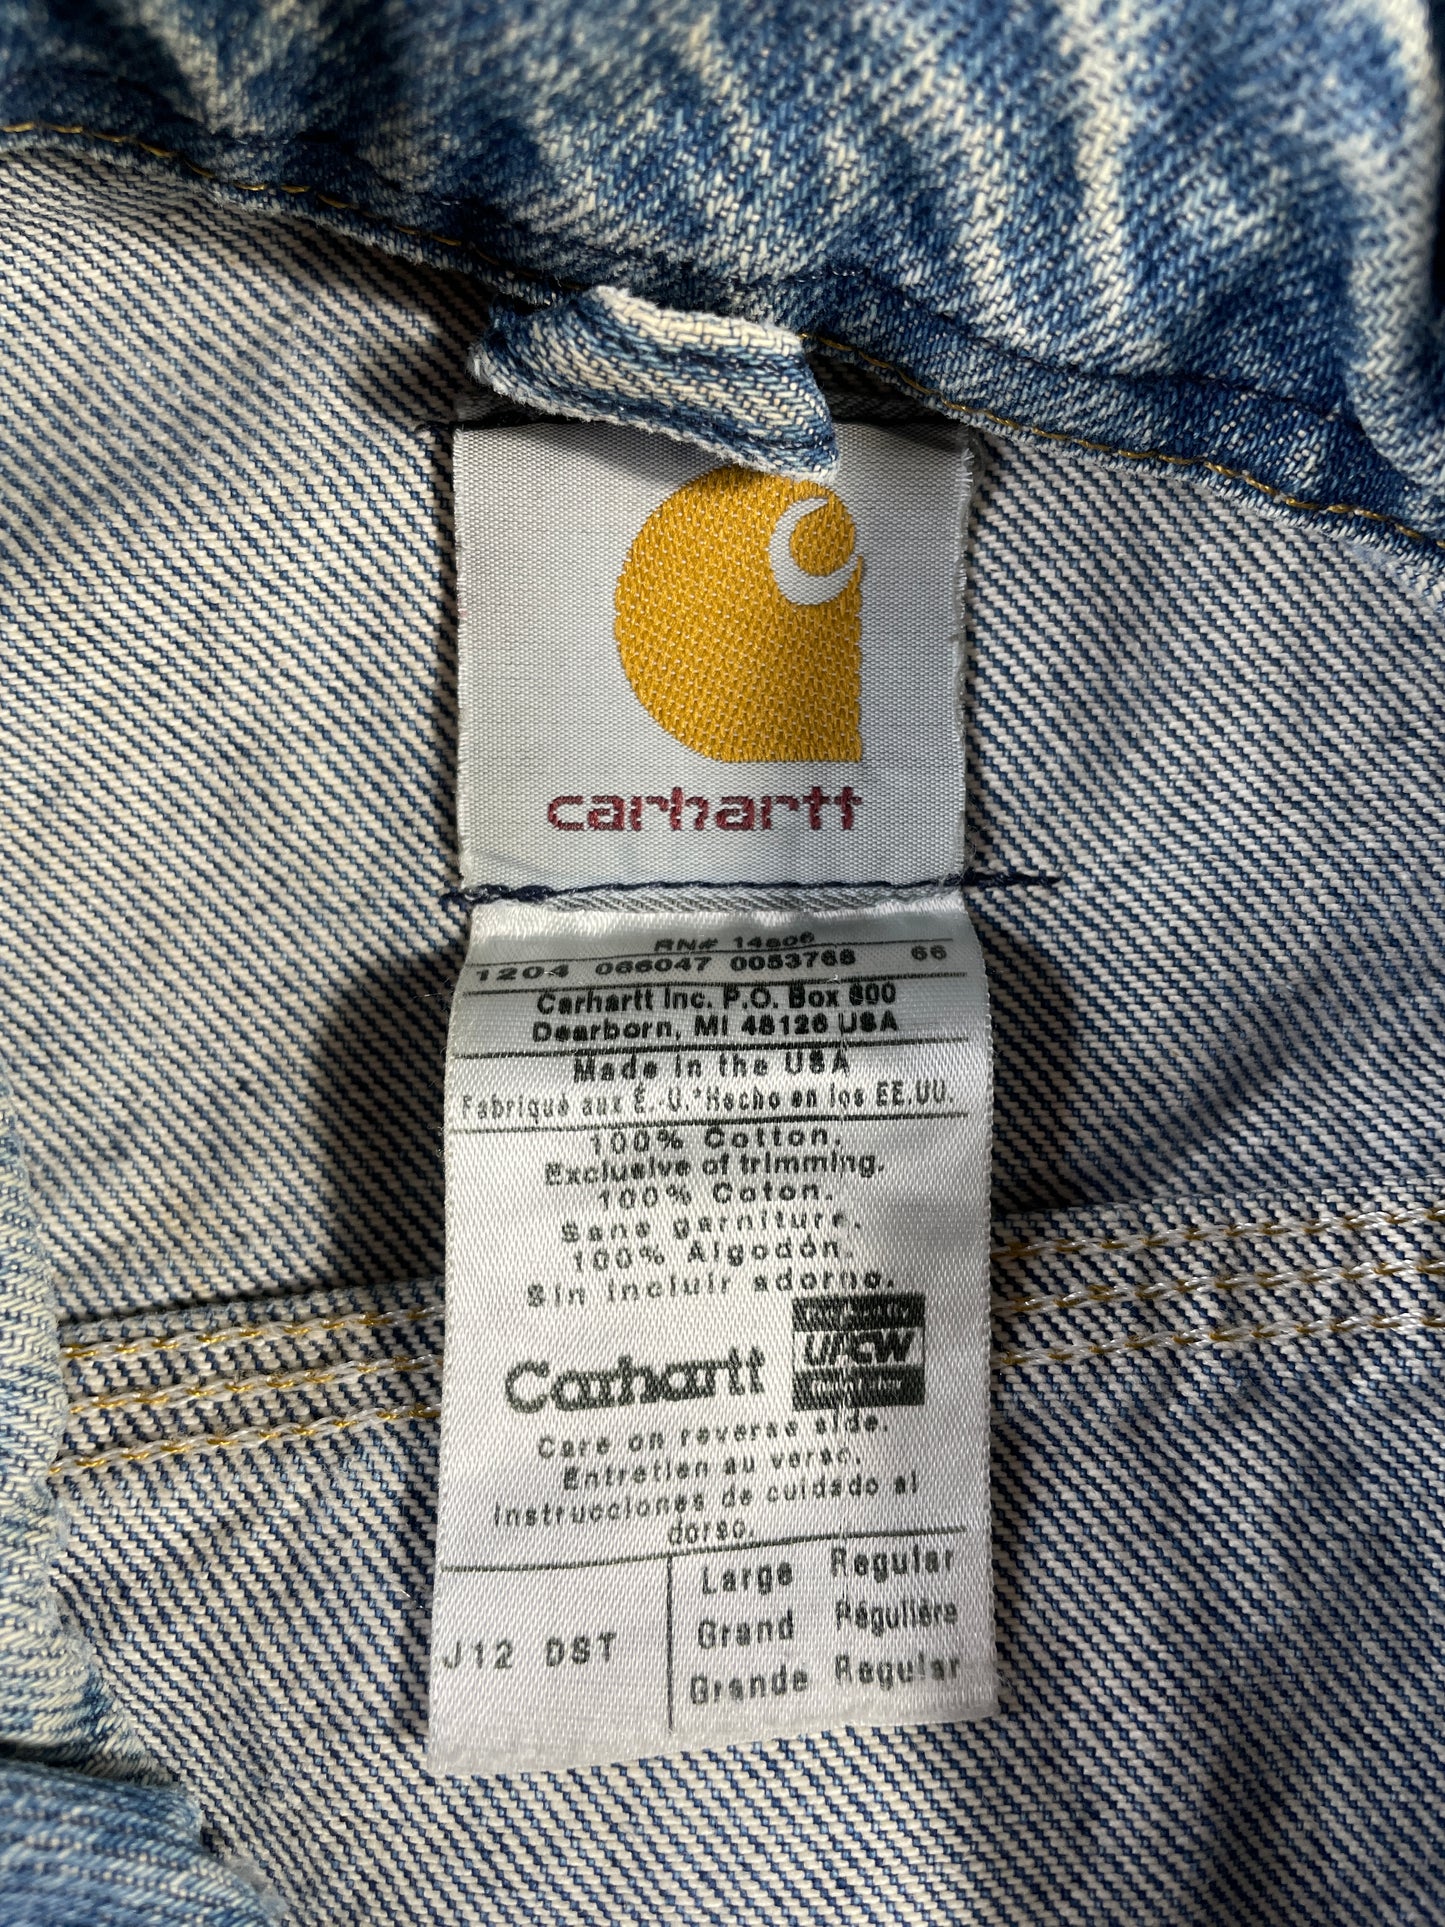 carhartt
RN# 14806
1204 066047 0053768 66
Carhartt Inc. P.O. Box 600
Dearborn, MI 48126 USA
Made in the USA
Fabriqué aux É.-U.*Hecho en los EE.UU.
100% Cotton.
Exclusive of trimming.
100% Coton.
Sans garniture.
100% Algodón.
Sin incluir adorno.
Carhartt UFCW
Care on reverse side.
Entretien au verso.
Instrucciones de cuidado al
dorso.
J12 DST
Large Regular
Grand Régulière
Grande Regular